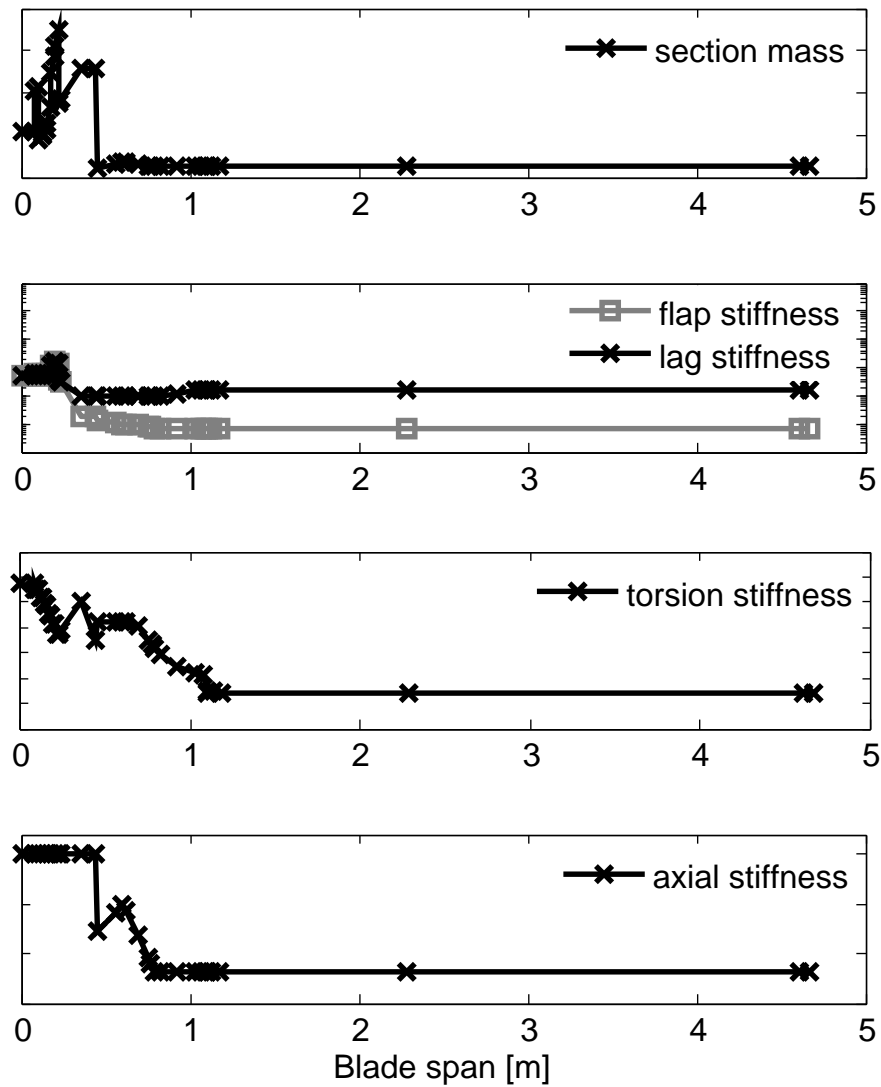 section mass
0 1 2 3 4 5
flap stiffness
lag stiffness
0 1 2 3 4 5
torsion stiffness
0 1 2 3 4 5
axial stiffness
0 1 2 3 4 5
Blade span [m]